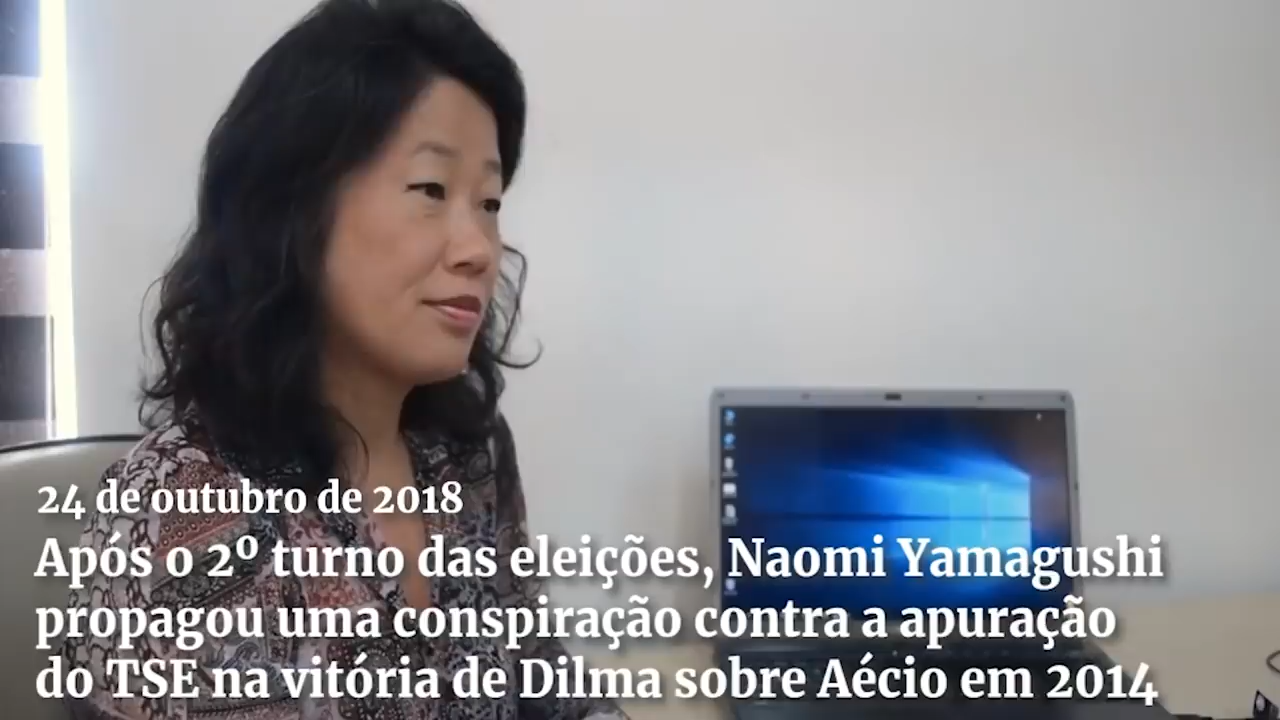 24 de outubro de 2018
Após o 2º turno das eleições, Naomi Yamagushi
propagou uma conspiração contra a apuração
do TSE na vitória de Dilma sobre Aécio em 2014